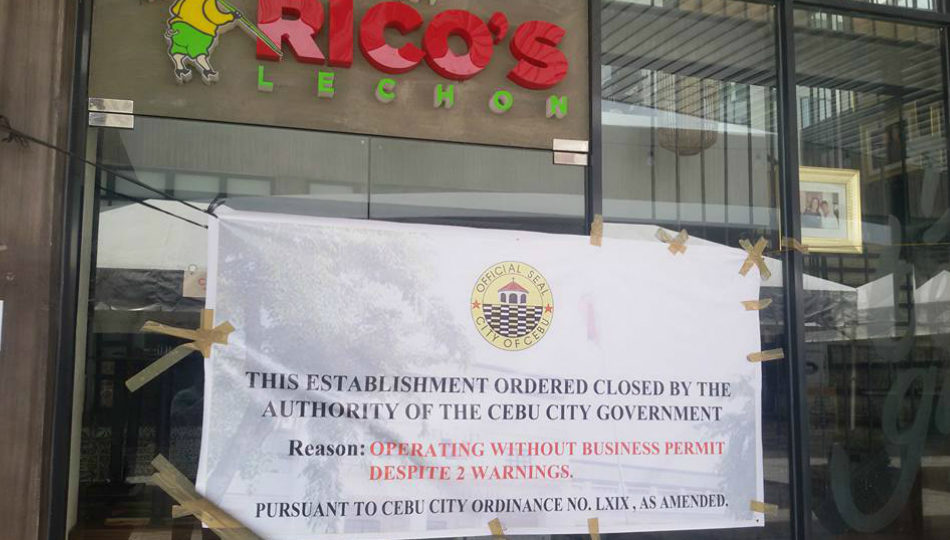 RICO'S
LECHON
OFFICIAL SEAL
CITY OF CEBU
THIS ESTABLISHMENT ORDERED CLOSED BY THE
AUTHORITY OF THE CEBU CITY GOVERNMENT
Reason: OPERATING WITHOUT BUSINESS PERMIT
DESPITE 2 WARNINGS.
PURSUANT TO CEBU CITY ORDINANCE NO. LXIX , AS AMENDED.